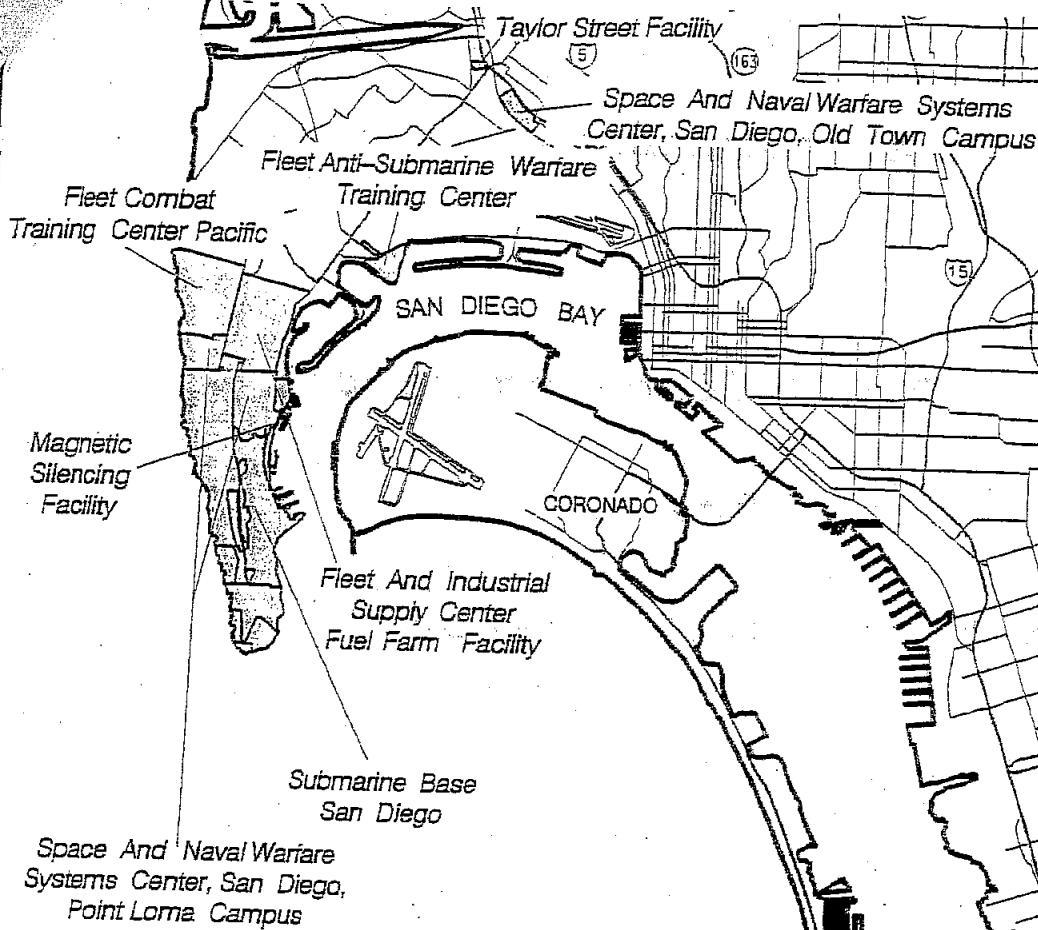 Taylor Street Facility
5
163
Space And Naval Warfare Systems
Center, San Diego, Old Town Campus
Fleet Anti-Submarine Warfare
Training Center
Fleet Combat
Training Center Pacific
15
SAN DIEGO BAY
Magnetic
Silencing
Facility
CORONADO
Fleet And Industrial
Supply Center
Fuel Farm Facility
Submarine Base
San Diego
Space And Naval Warfare
Systems Center, San Diego,
Point Loma Campus